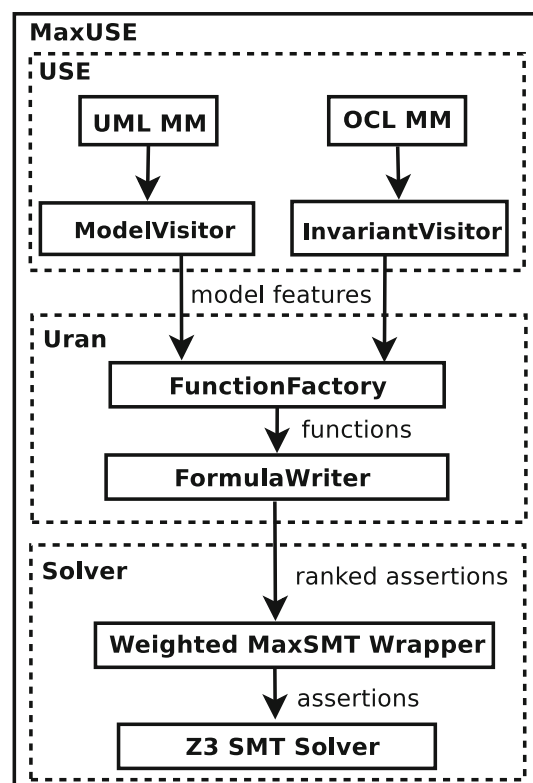 MaxUSE
USE
UML MM
OCL MM
ModelVisitor
InvariantVisitor
model features
Uran
FunctionFactory
functions
FormulaWriter
Solver
ranked assertions
Weighted MaxSMT Wrapper
assertions
Z3 SMT Solver